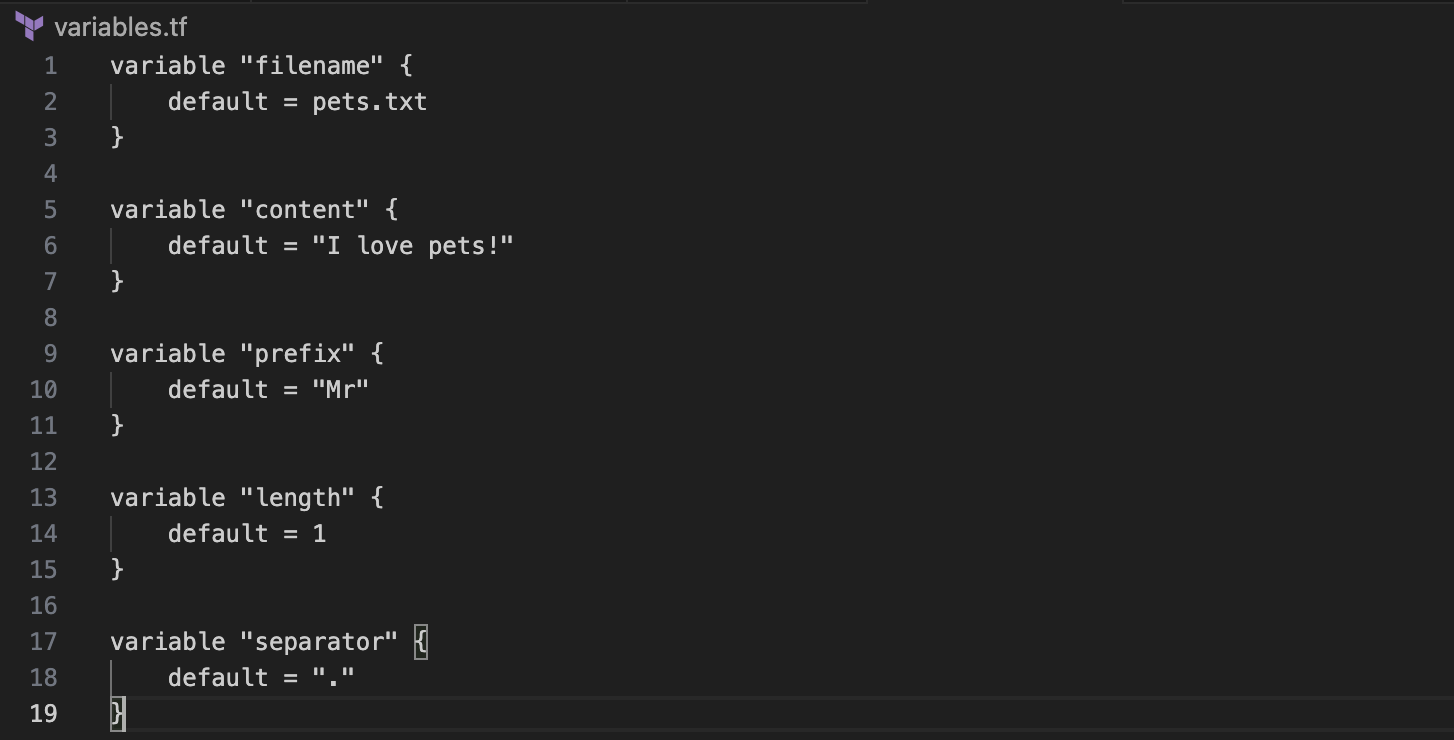 variables.tf
1 variable "filename" {
2 default = pets.txt
3 }
4
5 variable "content" {
6 default = "I love pets!"
7 }
8
9 variable "prefix" {
10 default = "Mr"
11 }
12
13 variable "length" {
14 default = 1
15 }
16
17 variable "separator" {
18 default = "."
19 }